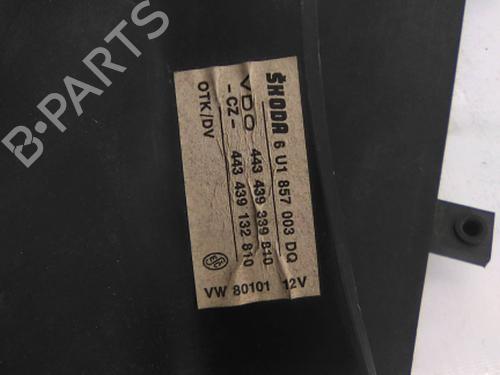 ŠKODA 6 U1 857 003 DQ
VDO 443 439 339 810
- CZ - 443 439 132 810
OTK/DV
VW 80101 12V
B PARTS